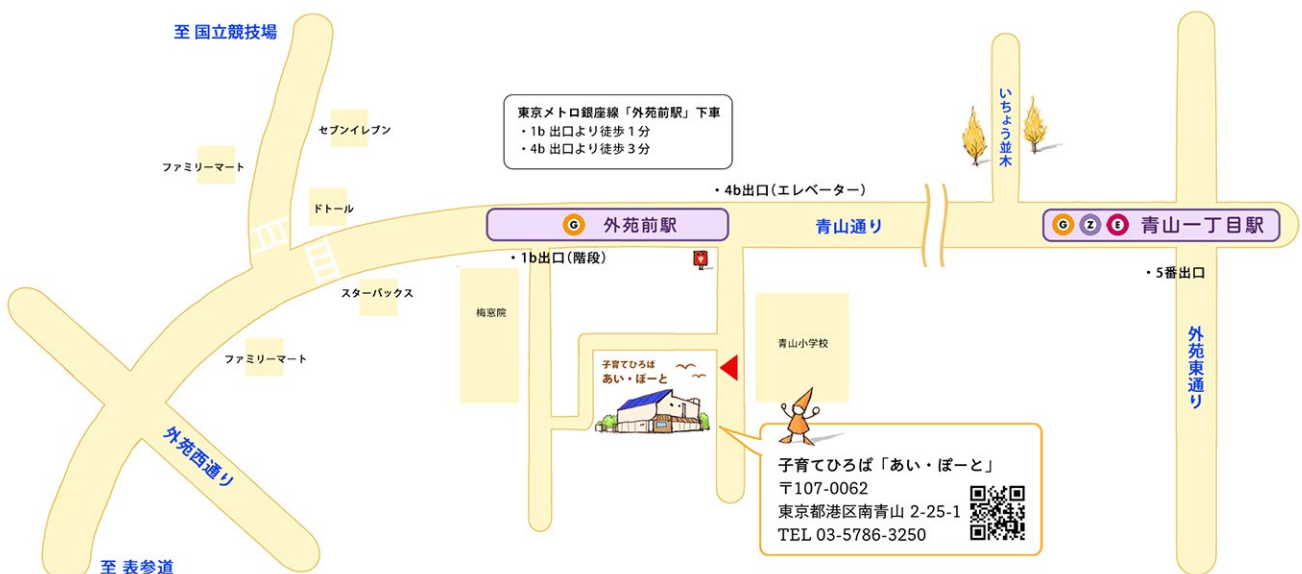 至 国立競技場
セブンイレブン
ファミリーマート
ドトール
東京メトロ銀座線「外苑前駅」下車
・1b 出口より徒歩 1 分
・4b 出口より徒歩 3 分
いちょう並木
・4b出口（エレベーター）
G 外苑前駅
青山通り
G Z E 青山一丁目駅
・1b出口（階段）
・5番出口
スターバックス
梅窓院
青山小学校
ファミリーマート
子育てひろば
あい・ぽーと
外苑東通り
外苑西通り
子育てひろば「あい・ぽーと」
〒107-0062
東京都港区南青山 2-25-1
TEL 03-5786-3250
至 表参道